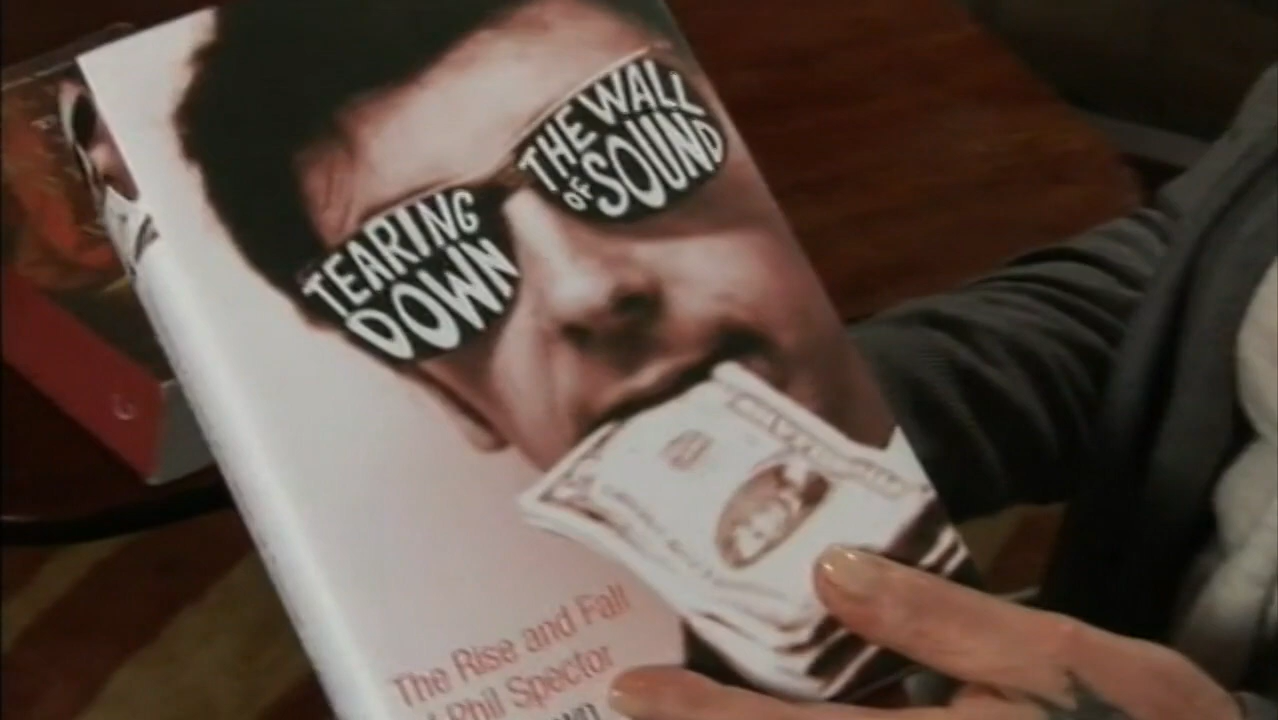 TEARING
DOWN
THE WALL
OF SOUND
The Rise and Fall
Phil Spector